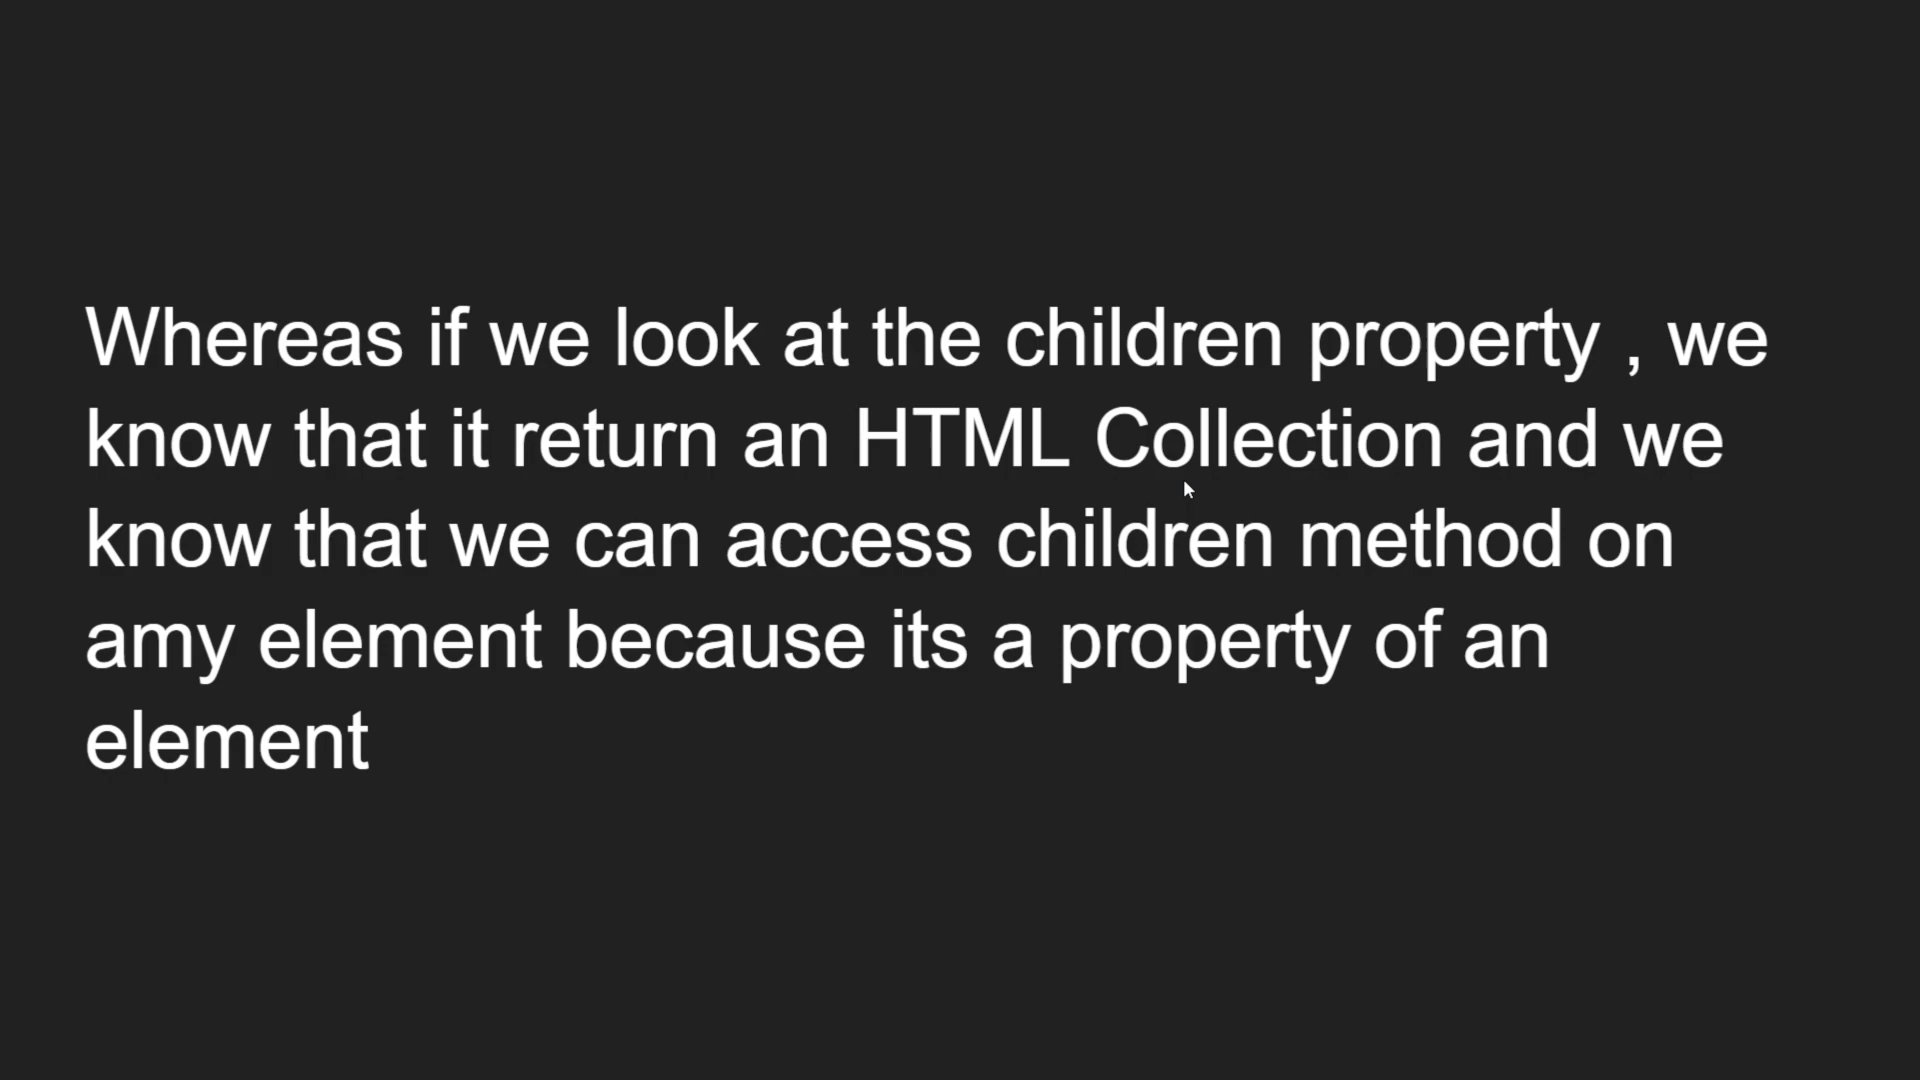 Whereas if we look at the children property , we
know that it return an HTML Collection and we
know that we can access children method on
amy element because its a property of an
element